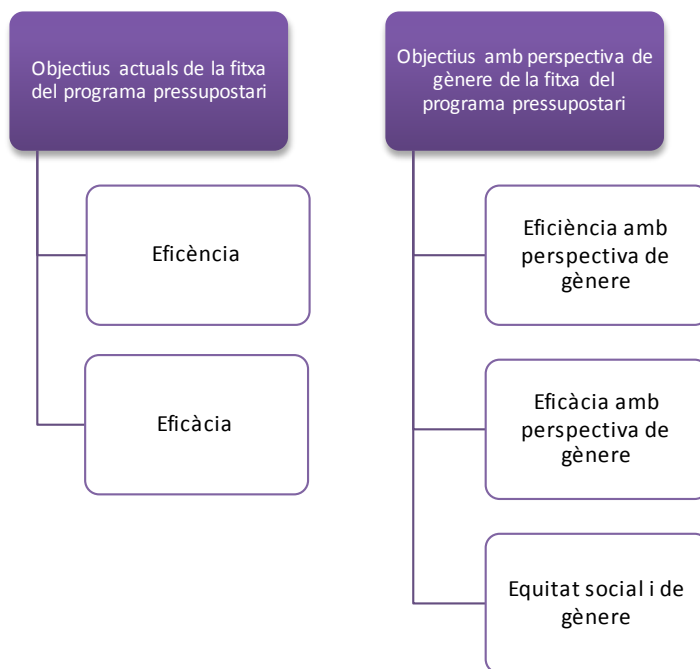 Objectius actuals de la fitxa
del programa pressupostari
Eficència
Eficàcia
Objectius amb perspectiva de
gènere de la fitxa del
programa pressupostari
Eficiència amb
perspectiva de
gènere
Eficàcia amb
perspectiva de
gènere
Equitat social i de
gènere